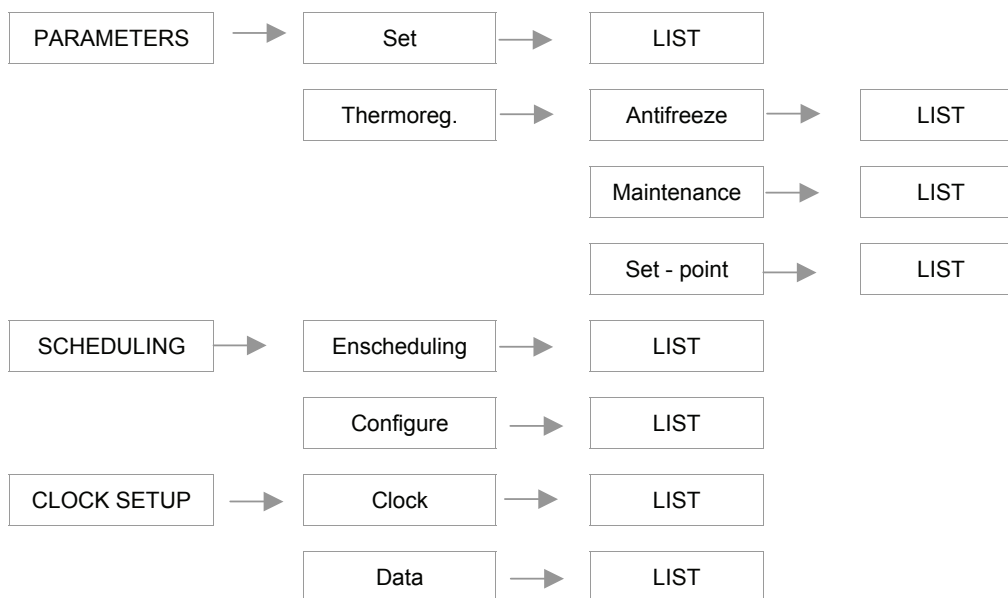 PARAMETERS Set LIST
Thermoreg. Antifreeze LIST
Maintenance LIST
Set - point LIST
SCHEDULING Enscheduling LIST
Configure LIST
CLOCK SETUP Clock LIST
Data LIST